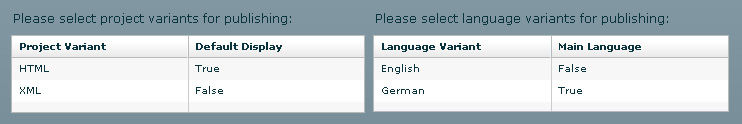 Please select project variants for publishing:
Project Variant Default Display
HTML True
XML False
Please select language variants for publishing:
Language Variant Main Language
English False
German True